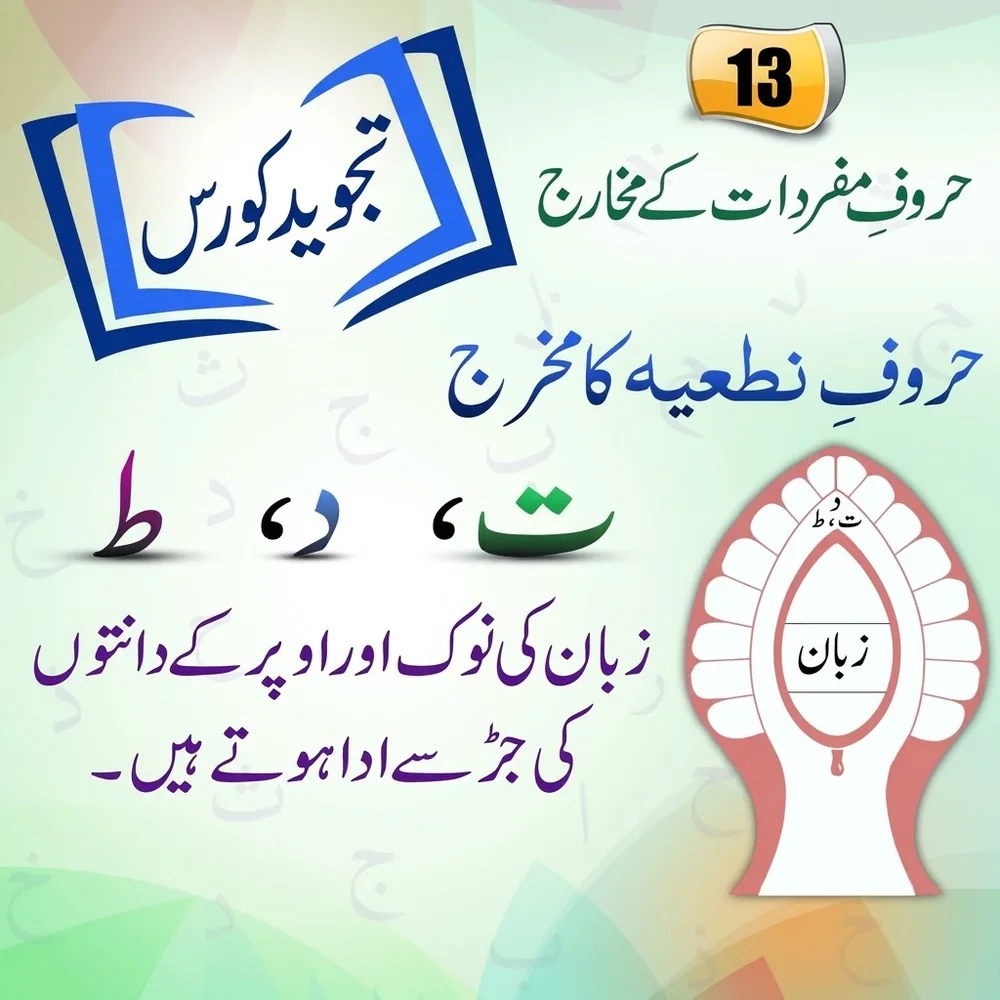 13
تجوید کورس
حروفِ مفردات کے مخارج
حروفِ نطعیہ کا مخرج
ت، د، ط
زبان کی نوک اور اوپر کے دانتوں
کی جڑ سے ادا ہوتے ہیں۔
د
ت، ط
زبان